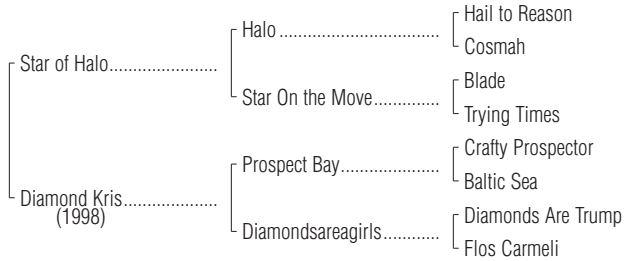 Hail to Reason
Halo ................................
Cosmah
Star of Halo......................
Blade
Star On the Move.............
Trying Times
Crafty Prospector
Prospect Bay...................
Baltic Sea
Diamond Kris...................
(1998)
Diamonds Are Trump
Diamondsareagirls...........
Flos Carmeli